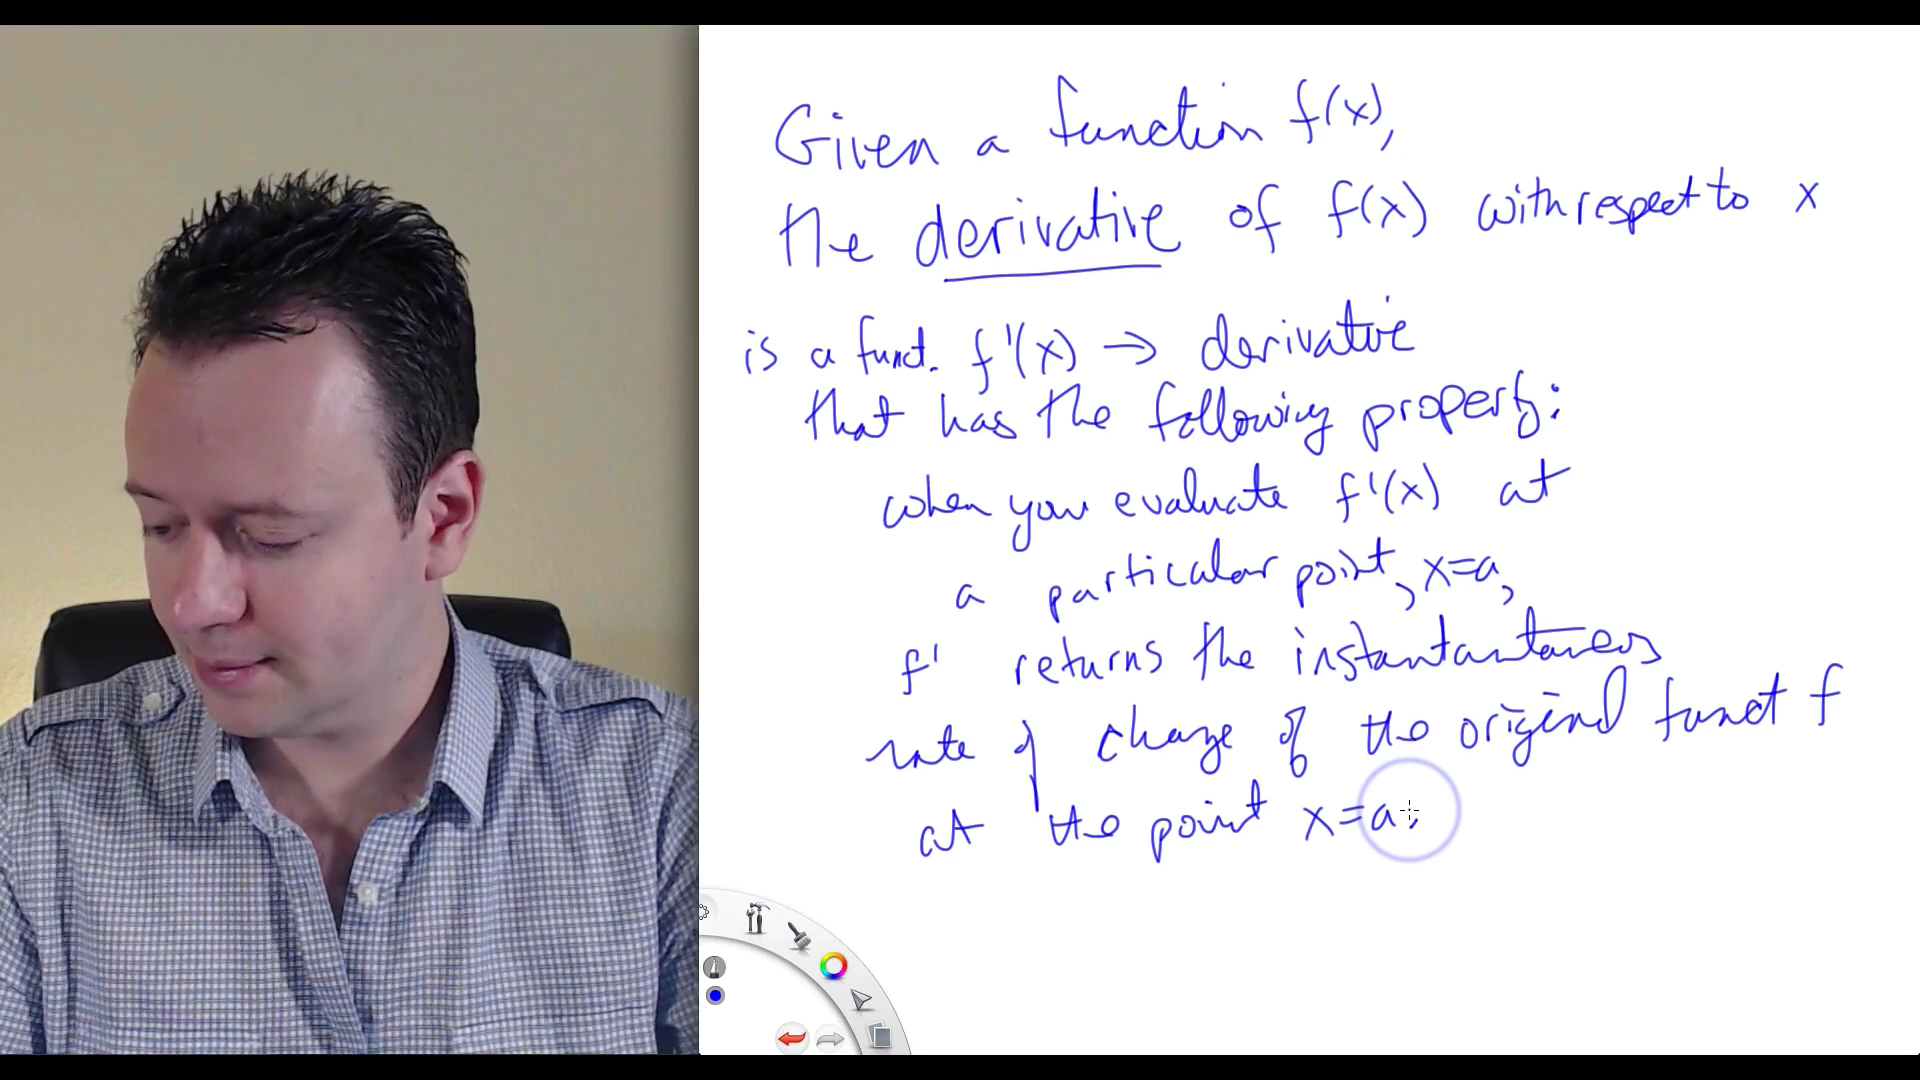 Given a function f(x),
the derivative of f(x) with respect to x
is a funct. f'(x) → derivative
that has the following property:
when you evaluate f'(x) at
a particular point, x=a,
f' returns the instantantaneos
rate of change of the original funct f
at the point x=a.